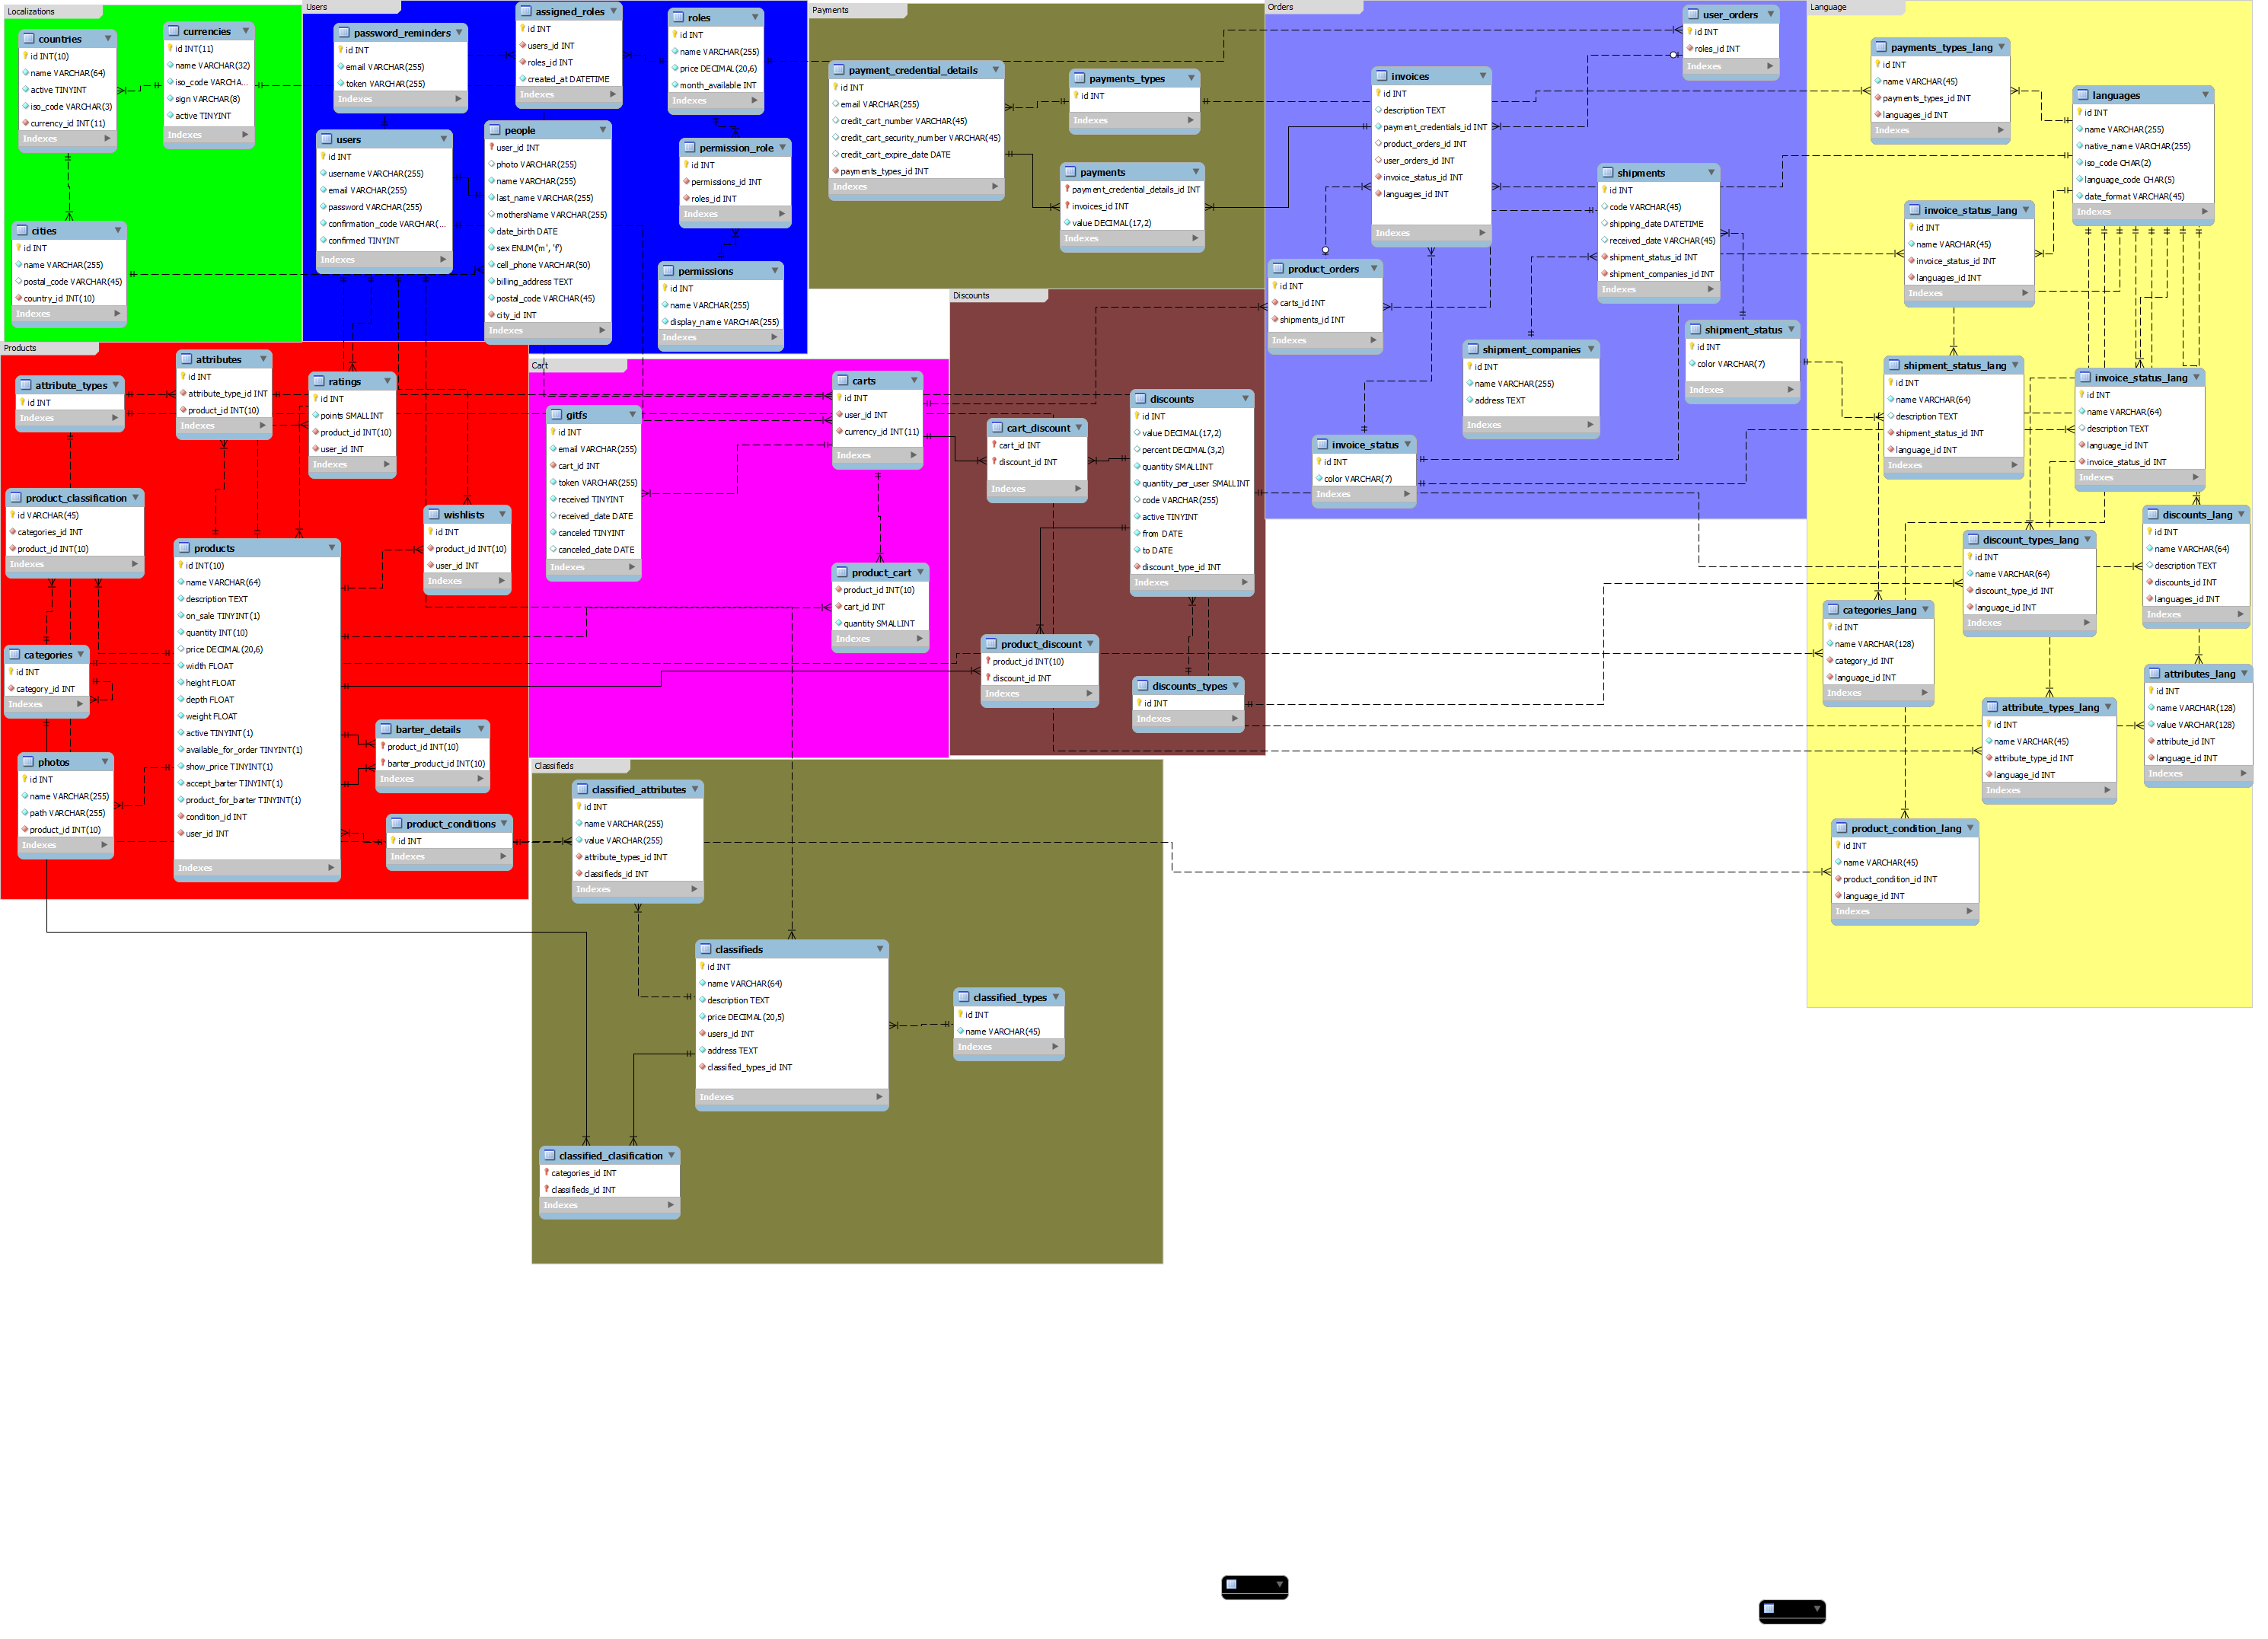 Localizations
countries
id INT(10)
name VARCHAR(64)
active TINYINT
iso_code VARCHAR(3)
currency_id INT(11)
Indexes
currencies
id INT(11)
name VARCHAR(32)
iso_code VARCHA...
sign VARCHAR(8)
active TINYINT
Indexes
cities
id INT
name VARCHAR(255)
postal_code VARCHAR(45)
country_id INT(10)
Indexes
Users
password_reminders
id INT
email VARCHAR(255)
token VARCHAR(255)
Indexes
assigned_roles
id INT
users_id INT
roles_id INT
created_at DATETIME
Indexes
roles
id INT
name VARCHAR(255)
price DECIMAL(20,6)
month_available INT
Indexes
users
id INT
username VARCHAR(255)
email VARCHAR(255)
password VARCHAR(255)
confirmation_code VARCHAR(...
confirmed TINYINT
Indexes
people
user_id INT
photo VARCHAR(255)
name VARCHAR(255)
last_name VARCHAR(255)
mothersName VARCHAR(255)
date_birth DATE
sex ENUM('m', 'f')
cell_phone VARCHAR(50)
billing_address TEXT
postal_code VARCHAR(45)
city_id INT
Indexes
permission_role
id INT
permissions_id INT
roles_id INT
Indexes
permissions
id INT
name VARCHAR(255)
display_name VARCHAR(255)
Indexes
Payments
payment_credential_details
id INT
email VARCHAR(255)
credit_cart_number VARCHAR(45)
credit_cart_security_number VARCHAR(45)
credit_cart_expire_date DATE
payments_types_id INT
Indexes
payments_types
id INT
Indexes
payments
payment_credential_details_id INT
invoices_id INT
value DECIMAL(17,2)
Indexes
Orders
user_orders
id INT
roles_id INT
Indexes
invoices
id INT
description TEXT
payment_credentials_id INT
product_orders_id INT
user_orders_id INT
invoice_status_id INT
languages_id INT
Indexes
shipments
id INT
code VARCHAR(45)
shipping_date DATETIME
received_date VARCHAR(45)
shipment_status_id INT
shipment_companies_id INT
Indexes
product_orders
id INT
carts_id INT
shipments_id INT
Indexes
shipment_companies
id INT
name VARCHAR(255)
address TEXT
Indexes
shipment_status
id INT
color VARCHAR(7)
Indexes
invoice_status
id INT
color VARCHAR(7)
Indexes
Language
payments_types_lang
id INT
name VARCHAR(45)
payments_types_id INT
languages_id INT
Indexes
languages
id INT
name VARCHAR(255)
native_name VARCHAR(255)
iso_code CHAR(2)
language_code CHAR(5)
date_format VARCHAR(45)
Indexes
invoice_status_lang
id INT
name VARCHAR(45)
invoice_status_id INT
languages_id INT
Indexes
shipment_status_lang
id INT
name VARCHAR(64)
description TEXT
shipment_status_id INT
language_id INT
Indexes
invoice_status_lang
id INT
name VARCHAR(64)
description TEXT
language_id INT
invoice_status_id INT
Indexes
discounts_lang
id INT
name VARCHAR(64)
description TEXT
discounts_id INT
languages_id INT
Indexes
discount_types_lang
id INT
name VARCHAR(64)
discount_type_id INT
language_id INT
Indexes
categories_lang
id INT
name VARCHAR(128)
category_id INT
language_id INT
Indexes
attributes_lang
id INT
name VARCHAR(128)
value VARCHAR(128)
attribute_id INT
language_id INT
Indexes
attribute_types_lang
id INT
name VARCHAR(45)
attribute_type_id INT
language_id INT
Indexes
product_condition_lang
id INT
name VARCHAR(45)
product_condition_id INT
language_id INT
Indexes
Products
attribute_types
id INT
Indexes
attributes
id INT
attribute_type_id INT
product_id INT(10)
Indexes
ratings
id INT
points SMALLINT
product_id INT(10)
user_id INT
Indexes
product_classification
id VARCHAR(45)
categories_id INT
product_id INT(10)
Indexes
products
id INT(10)
name VARCHAR(64)
description TEXT
on_sale TINYINT(1)
quantity INT(10)
price DECIMAL(20,6)
width FLOAT
height FLOAT
depth FLOAT
weight FLOAT
active TINYINT(1)
available_for_order TINYINT(1)
show_price TINYINT(1)
accept_barter TINYINT(1)
product_for_barter TINYINT(1)
condition_id INT
user_id INT
Indexes
wishlists
id INT
product_id INT(10)
user_id INT
Indexes
categories
id INT
category_id INT
Indexes
barter_details
product_id INT(10)
barter_product_id INT(10)
Indexes
photos
id INT
name VARCHAR(255)
path VARCHAR(255)
product_id INT(10)
Indexes
product_conditions
id INT
Indexes
Cart
gitfs
id INT
email VARCHAR(255)
cart_id INT
token VARCHAR(255)
received TINYINT
received_date DATE
canceled TINYINT
canceled_date DATE
Indexes
carts
id INT
user_id INT
currency_id INT(11)
Indexes
product_cart
product_id INT(10)
cart_id INT
quantity SMALLINT
Indexes
Discounts
cart_discount
cart_id INT
discount_id INT
Indexes
discounts
id INT
value DECIMAL(17,2)
percent DECIMAL(3,2)
quantity SMALLINT
quantity_per_user SMALLINT
code VARCHAR(255)
active TINYINT
from DATE
to DATE
discount_type_id INT
Indexes
product_discount
product_id INT(10)
discount_id INT
Indexes
discounts_types
id INT
Indexes
Classifieds
classified_attributes
id INT
name VARCHAR(255)
value VARCHAR(255)
attribute_types_id INT
classifieds_id INT
Indexes
classifieds
id INT
name VARCHAR(64)
description TEXT
price DECIMAL(20,5)
users_id INT
address TEXT
classified_types_id INT
Indexes
classified_types
id INT
name VARCHAR(45)
Indexes
classified_clasification
categories_id INT
classifieds_id INT
Indexes